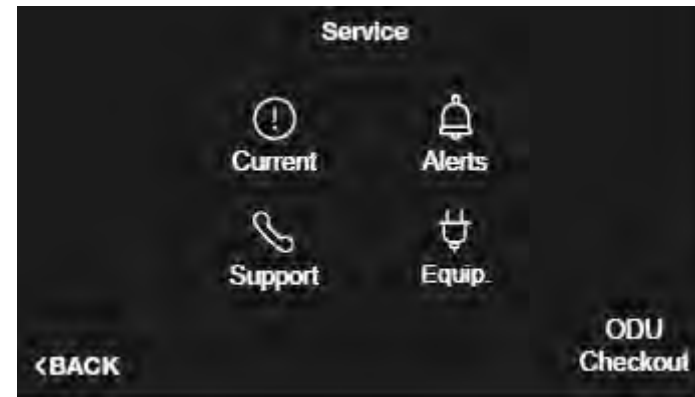 Service
Current
Alerts
Support
Equip.
<BACK
ODU
Checkout